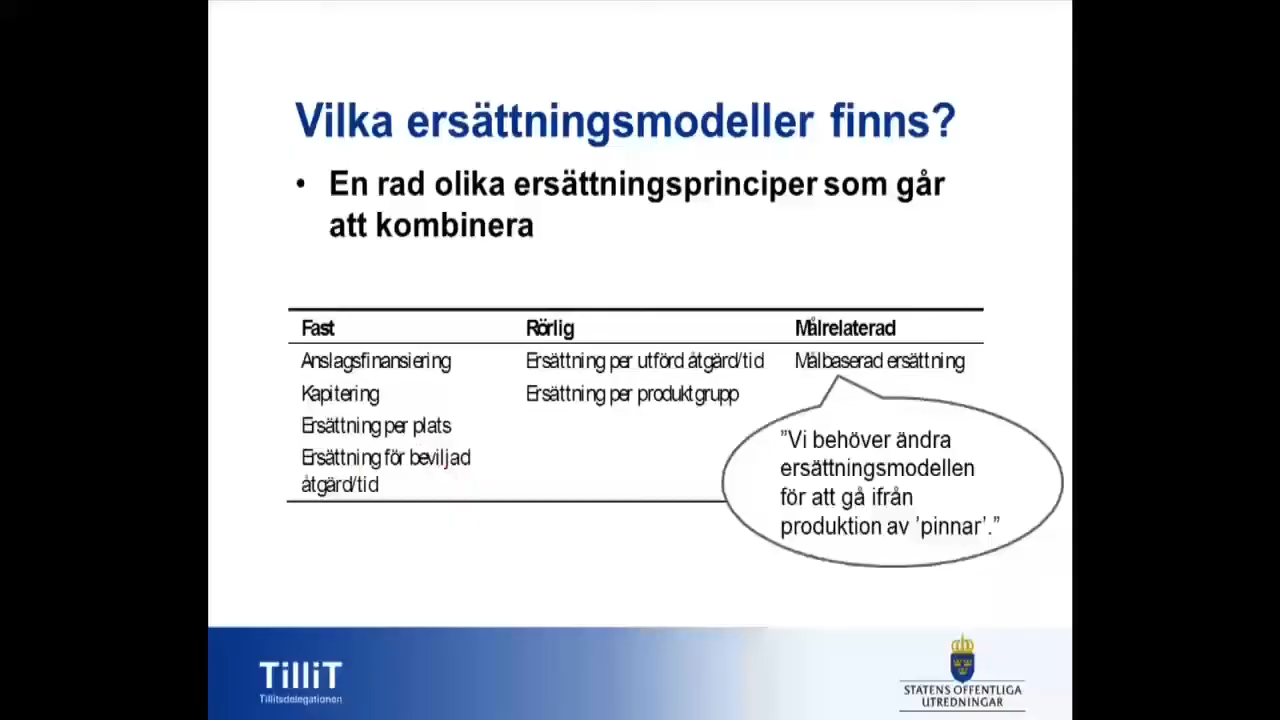 Vilka ersättningsmodeller finns?
• En rad olika ersättningsprinciper som går
att kombinera
Fast Rörlig Målrelaterad
Anslagsfinansiering Ersättning per utförd åtgärd/tid Målbaserad ersättning
Kapitering Ersättning per produktgrupp
Ersättning per plats
Ersättning för beviljad
åtgärd/tid
”Vi behöver ändra
ersättningsmodellen
för att gå ifrån
produktion av ’pinnar’.”
TilliT
Tillitsdelegationen
STATENS OFFENTLIGA
UTREDNINGAR